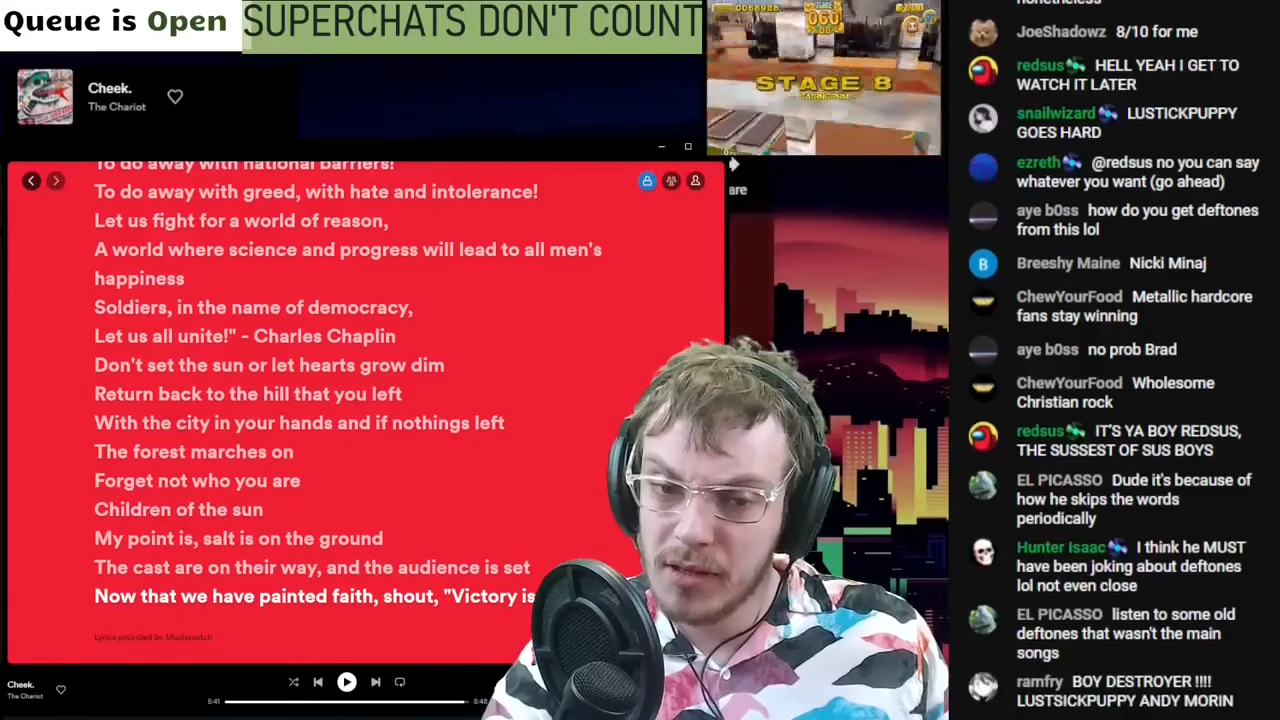 Queue is Open
SUPERCHATS DON'T COUNT
Cheek.
The Chariot
TIME
060
STAGE 8
are
To do away with national barriers!
To do away with greed, with hate and intolerance!
Let us fight for a world of reason,
A world where science and progress will lead to all men's
happiness
Soldiers, in the name of democracy,
Let us all unite!" - Charles Chaplin
Don't set the sun or let hearts grow dim
Return back to the hill that you left
With the city in your hands and if nothings left
The forest marches on
Forget not who you are
Children of the sun
My point is, salt is on the ground
The cast are on their way, and the audience is set
Now that we have painted faith, shout, "Victory is
Lyrics provided by Musixmatch
Cheek.
The Chariot
5:41
5:48
nonetheless
JoeShadowz 8/10 for me
redsus HELL YEAH I GET TO
WATCH IT LATER
snailwizard LUSTICKPUPPY
GOES HARD
ezreth @redsus no you can say
whatever you want (go ahead)
aye b0ss how do you get deftones
from this lol
B
Breeshy Maine Nicki Minaj
ChewYourFood Metallic hardcore
fans stay winning
aye b0ss no prob Brad
ChewYourFood Wholesome
Christian rock
redsus IT'S YA BOY REDSUS,
THE SUSSEST OF SUS BOYS
EL PICASSO Dude it's because of
how he skips the words
periodically
Hunter Isaac I think he MUST
have been joking about deftones
lol not even close
EL PICASSO listen to some old
deftones that wasn't the main
songs
ramfry BOY DESTROYER !!!!
LUSTSICKPUPPY ANDY MORIN